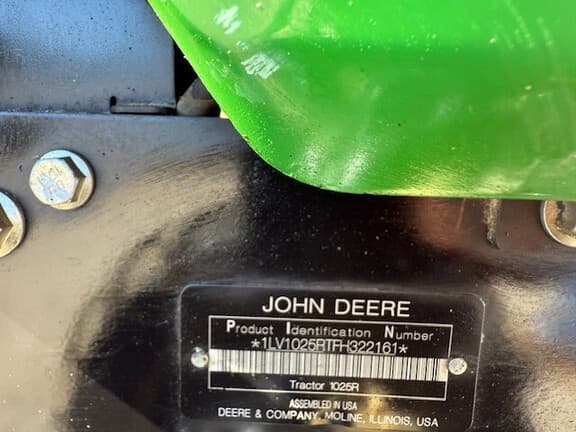 JOHN DEERE
Product Identification Number
*1LV1025RTFH322161*
Tractor 1025R
ASSEMBLED IN USA
DEERE & COMPANY, MOLINE, ILLINOIS, USA